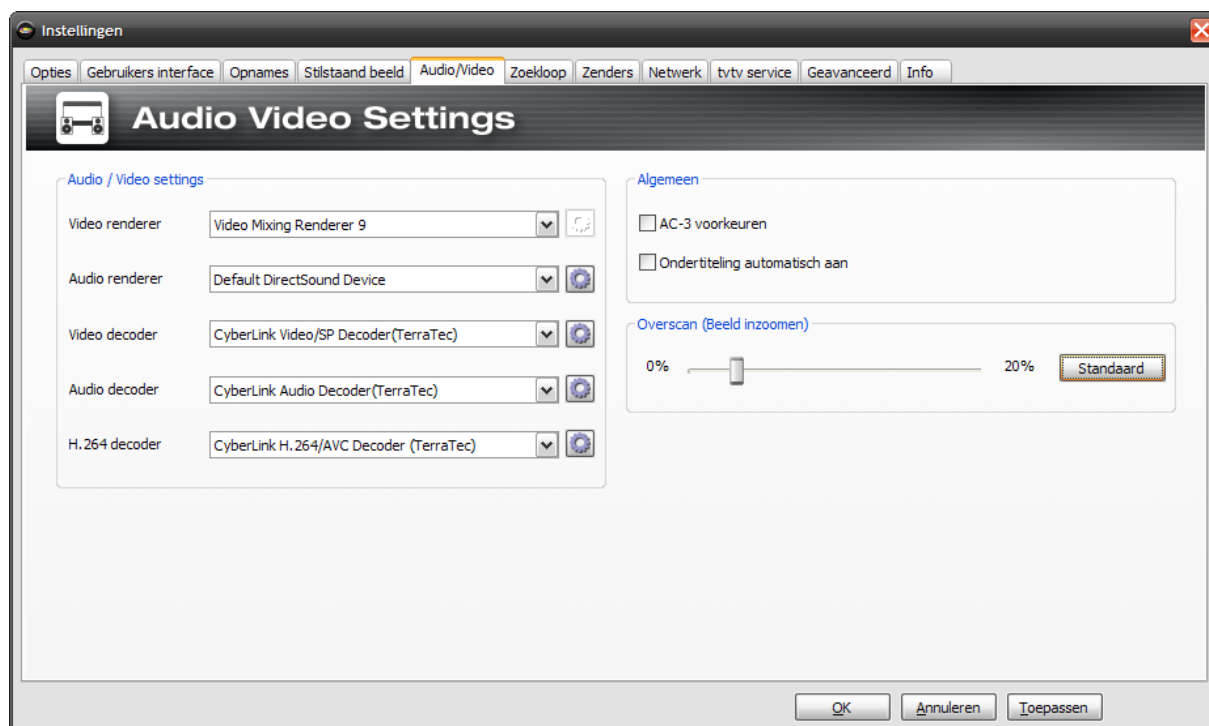 Instellingen
Opties Gebruikers interface Opnames Stilstaand beeld Audio/Video Zoekloop Zenders Netwerk tvtv service Geavanceerd Info
Audio Video Settings
Audio / Video settings
Video renderer Video Mixing Renderer 9
Audio renderer Default DirectSound Device
Video decoder CyberLink Video/SP Decoder(TerraTec)
Audio decoder CyberLink Audio Decoder(TerraTec)
H.264 decoder CyberLink H.264/AVC Decoder (TerraTec)
Algemeen
AC-3 voorkeuren
Ondertiteling automatisch aan
Overscan (Beeld inzoomen)
0% 20% Standaard
OK Annuleren Toepassen